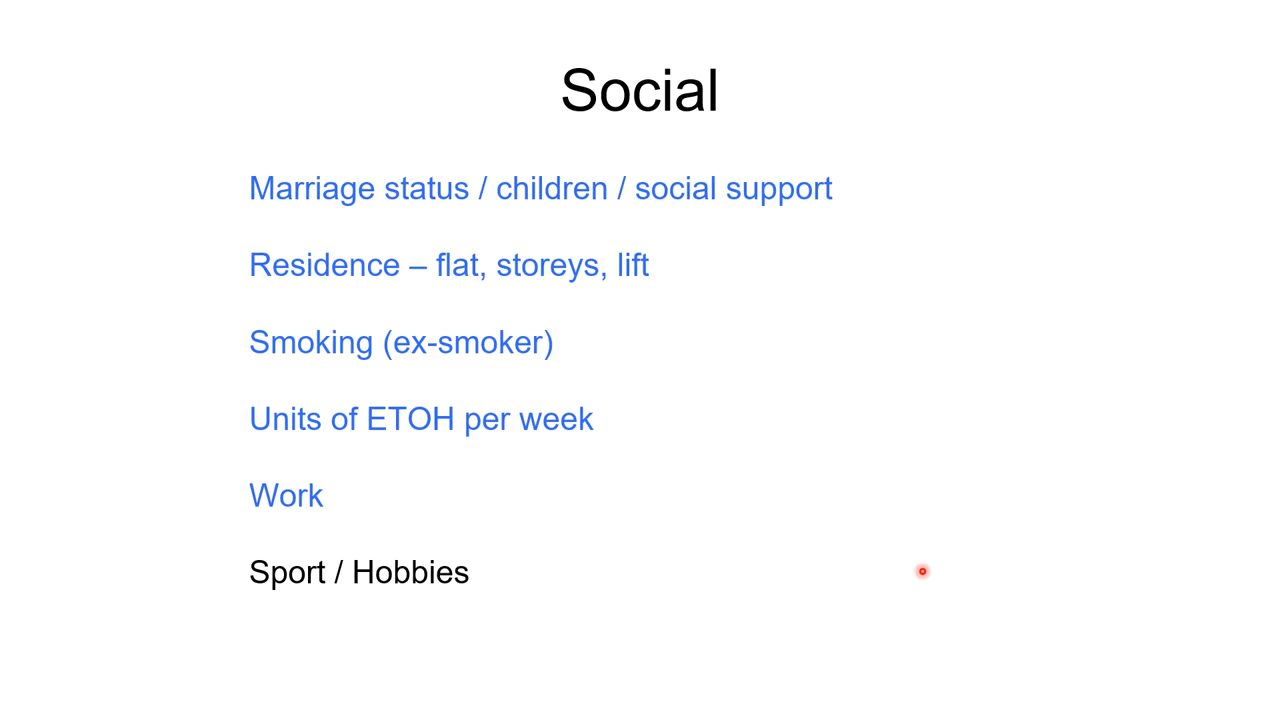 Social
Marriage status / children / social support
Residence – flat, storeys, lift
Smoking (ex-smoker)
Units of ETOH per week
Work
Sport / Hobbies